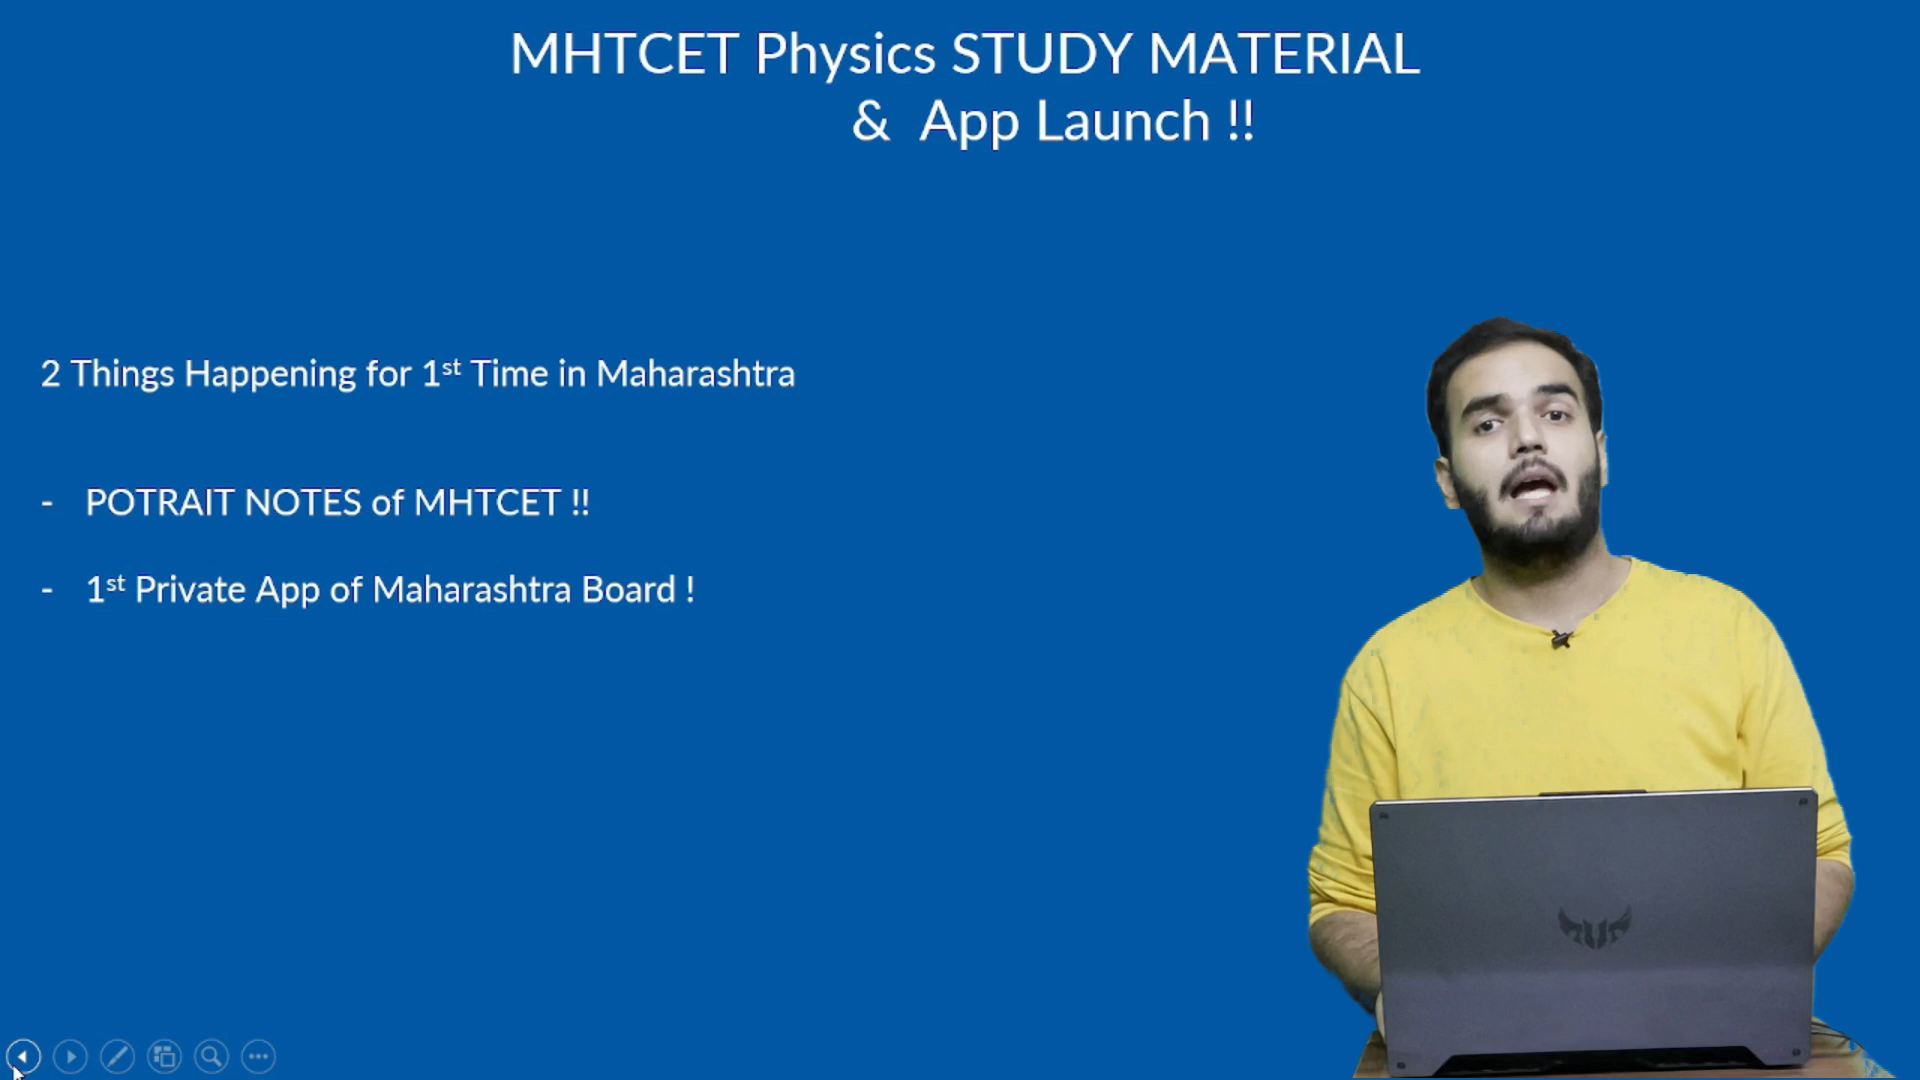 MHTCET Physics STUDY MATERIAL
& App Launch !!
2 Things Happening for 1st Time in Maharashtra
- POTRAIT NOTES of MHTCET !!
- 1st Private App of Maharashtra Board !
TUF